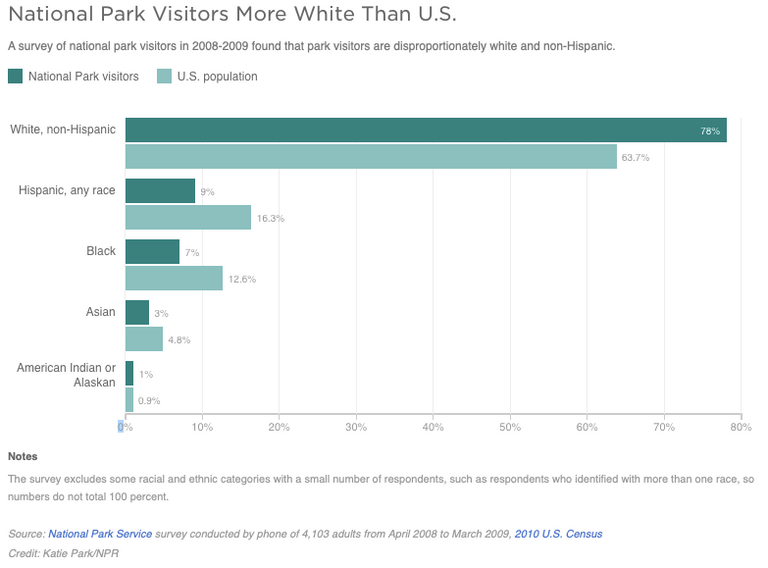 National Park Visitors More White Than U.S.
A survey of national park visitors in 2008-2009 found that park visitors are disproportionately white and non-Hispanic.
National Park visitors
U.S. population
White, non-Hispanic
78%
63.7%
Hispanic, any race
9%
16.3%
Black
7%
12.6%
Asian
3%
4.8%
American Indian or
Alaskan
1%
0.9%
0% 10% 20% 30% 40% 50% 60% 70% 80%
Notes
The survey excludes some racial and ethnic categories with a small number of respondents, such as respondents who identified with more than one race, so
numbers do not total 100 percent.
Source: National Park Service survey conducted by phone of 4,103 adults from April 2008 to March 2009, 2010 U.S. Census
Credit: Katie Park/NPR